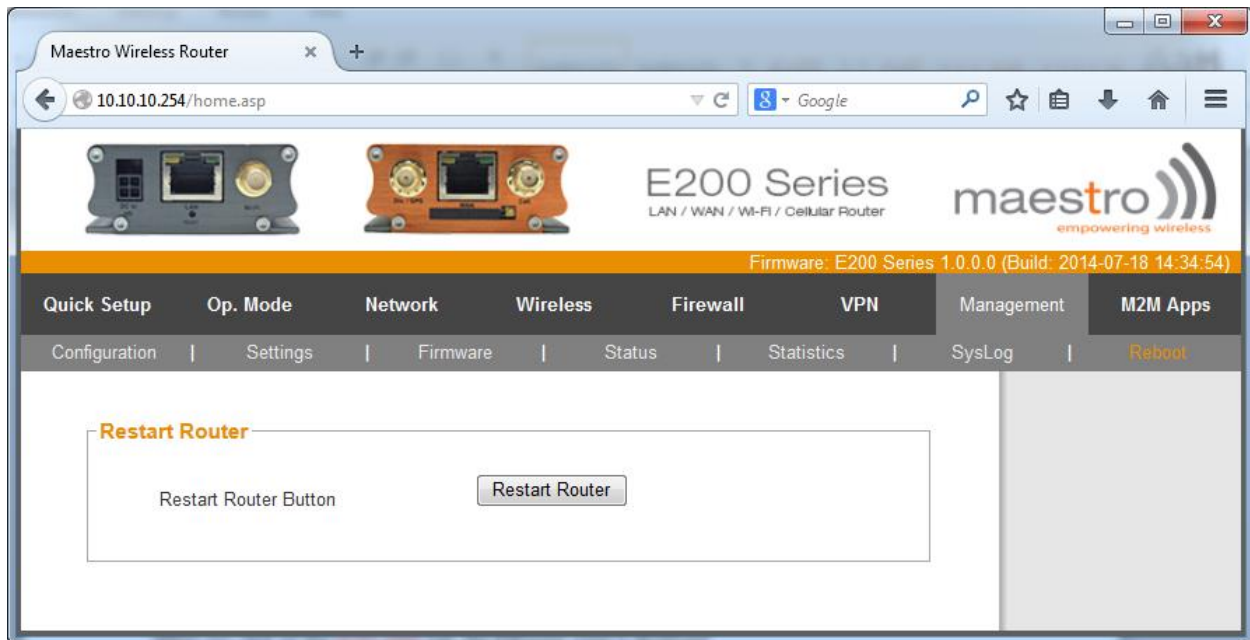 Maestro Wireless Router
10.10.10.254/home.asp
Google
E200 Series
LAN / WAN / Wi-Fi / Cellular Router
maestro
empowering wireless
Firmware: E200 Series 1.0.0.0 (Build: 2014-07-18 14:34:54)
Quick Setup Op. Mode Network Wireless Firewall VPN Management M2M Apps
Configuration | Settings | Firmware | Status | Statistics | SysLog | Reboot
Restart Router
Restart Router Button Restart Router